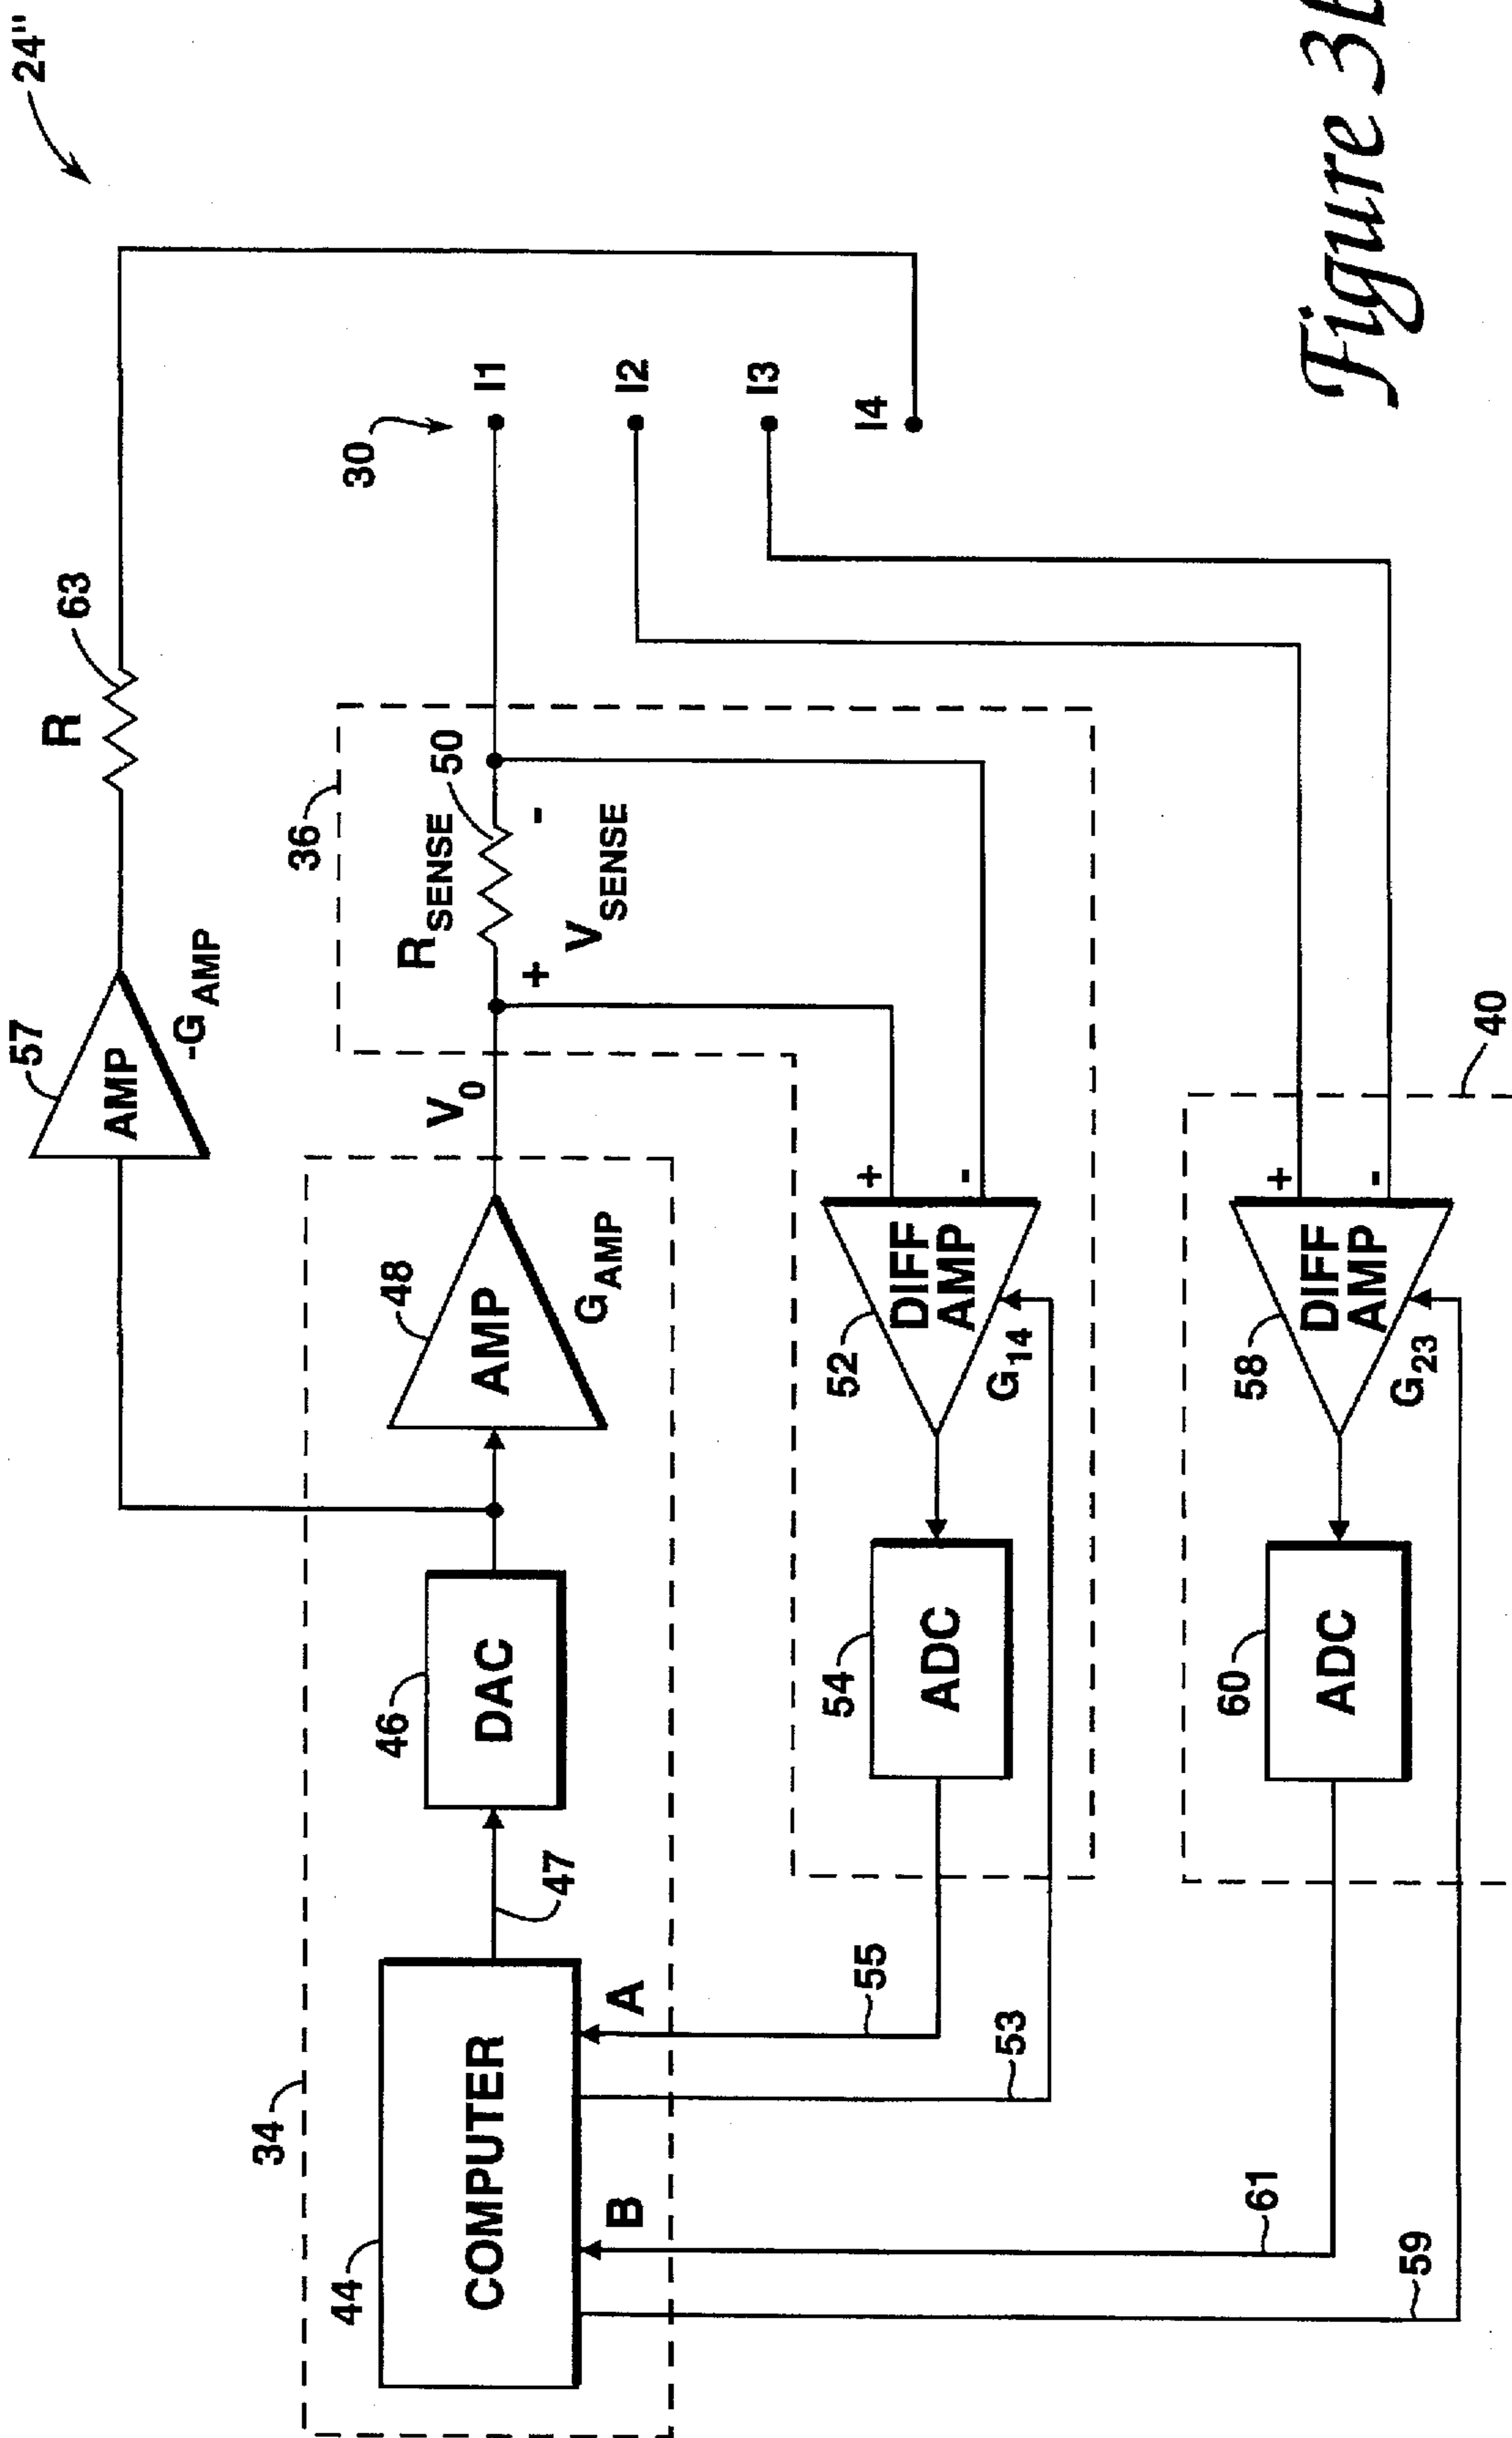 24"
57
AMP
-G AMP
R
63
30
I1
I2
I3
I4
36
R SENSE
50
+
-
V SENSE
V0
34
44
COMPUTER
47
46
DAC
48
AMP
G AMP
A
B
55
53
54
ADC
52
DIFF
AMP
+
-
G14
61
59
60
ADC
58
DIFF
AMP
+
-
G23
40
Figure